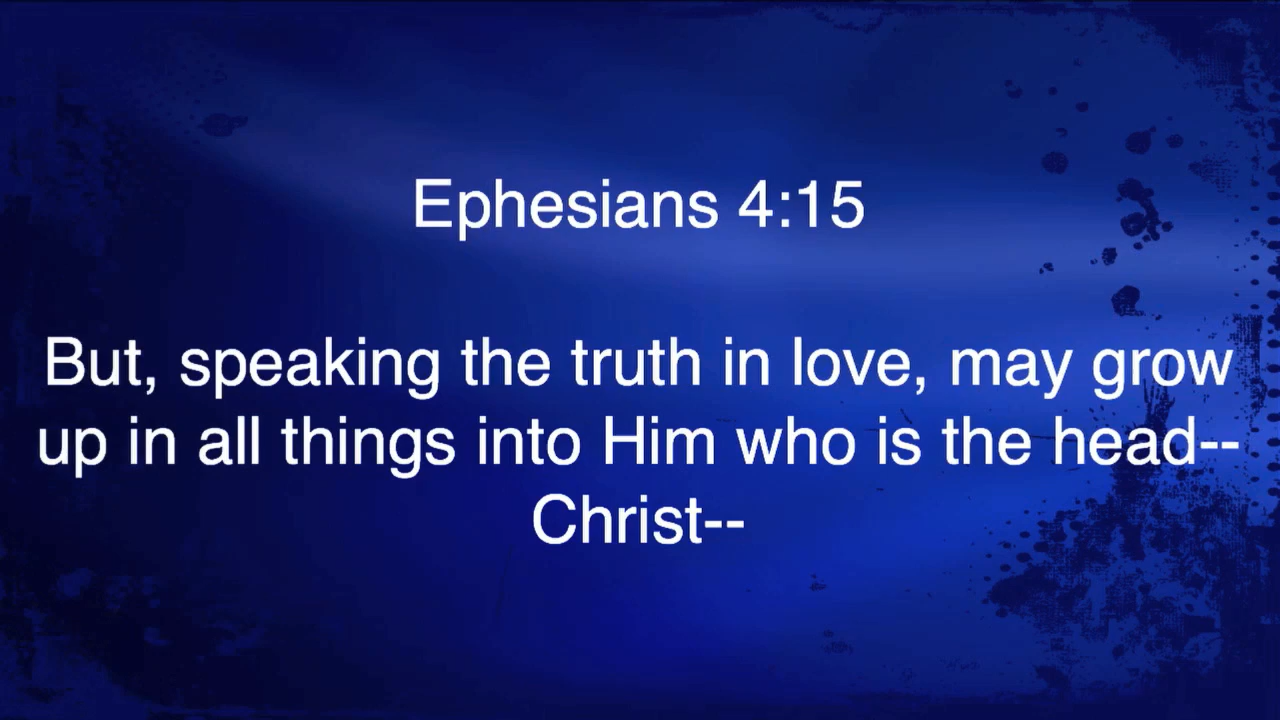 Ephesians 4:15
But, speaking the truth in love, may grow
up in all things into Him who is the head--
Christ--